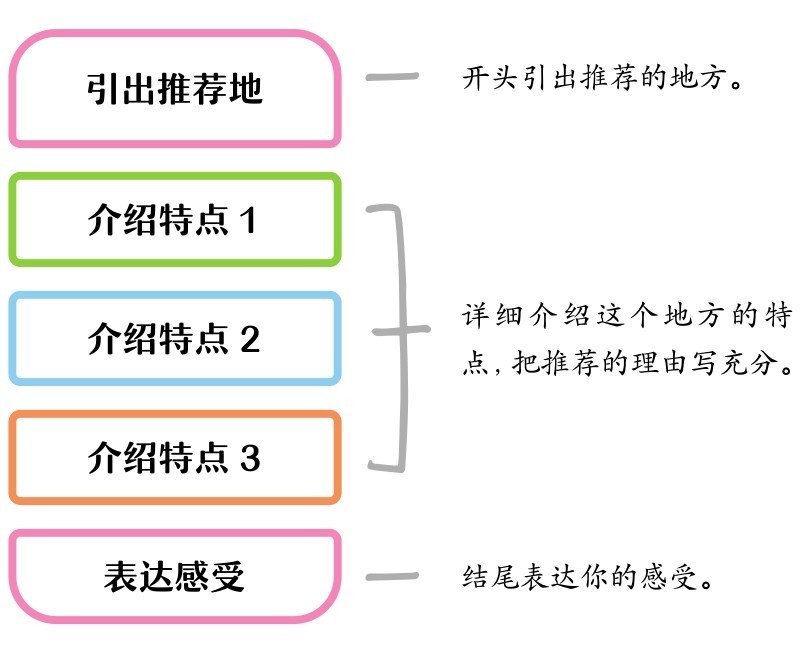 引出推荐地
开头引出推荐的地方。
介绍特点 1
介绍特点 2
介绍特点 3
详细介绍这个地方的特
点，把推荐的理由写充分。
表达感受
结尾表达你的感受。